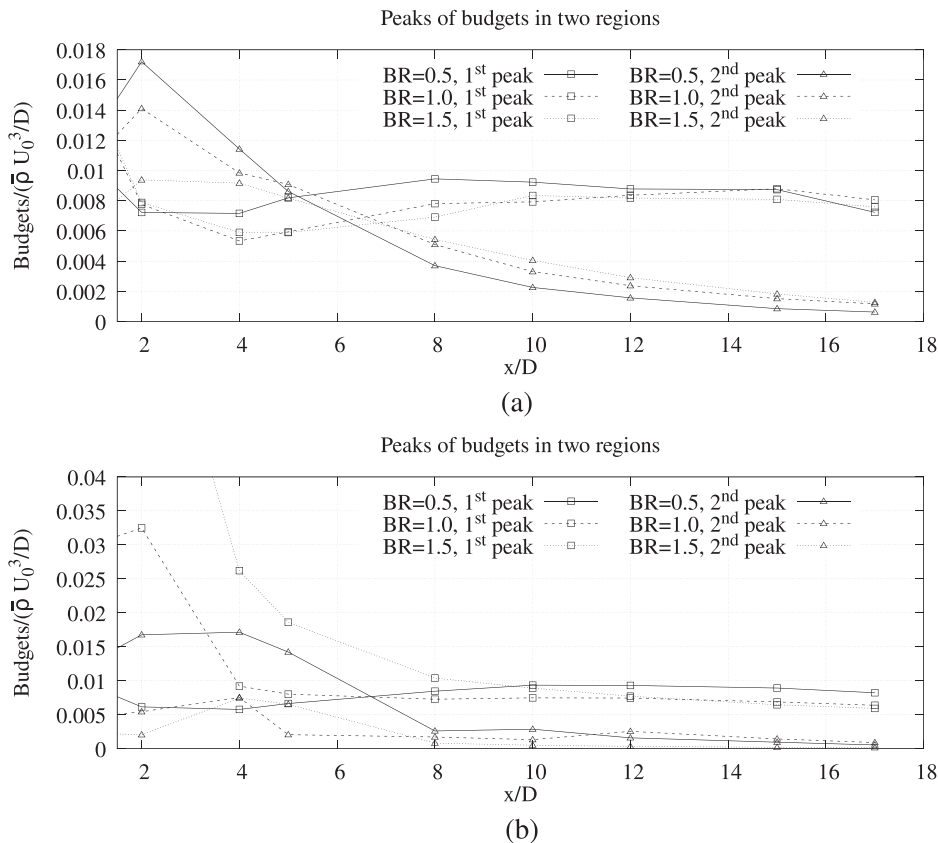 Peaks of budgets in two regions
Budgets/(ρ̄ U₀³/D)
0.018
0.016
0.014
0.012
0.01
0.008
0.006
0.004
0.002
0
BR=0.5, 1st peak BR=0.5, 2nd peak
BR=1.0, 1st peak BR=1.0, 2nd peak
BR=1.5, 1st peak BR=1.5, 2nd peak
2 4 6 8 10 12 14 16 18
x/D
(a)
Peaks of budgets in two regions
Budgets/(ρ̄ U₀³/D)
0.04
0.035
0.03
0.025
0.02
0.015
0.01
0.005
0
BR=0.5, 1st peak BR=0.5, 2nd peak
BR=1.0, 1st peak BR=1.0, 2nd peak
BR=1.5, 1st peak BR=1.5, 2nd peak
2 4 6 8 10 12 14 16 18
x/D
(b)